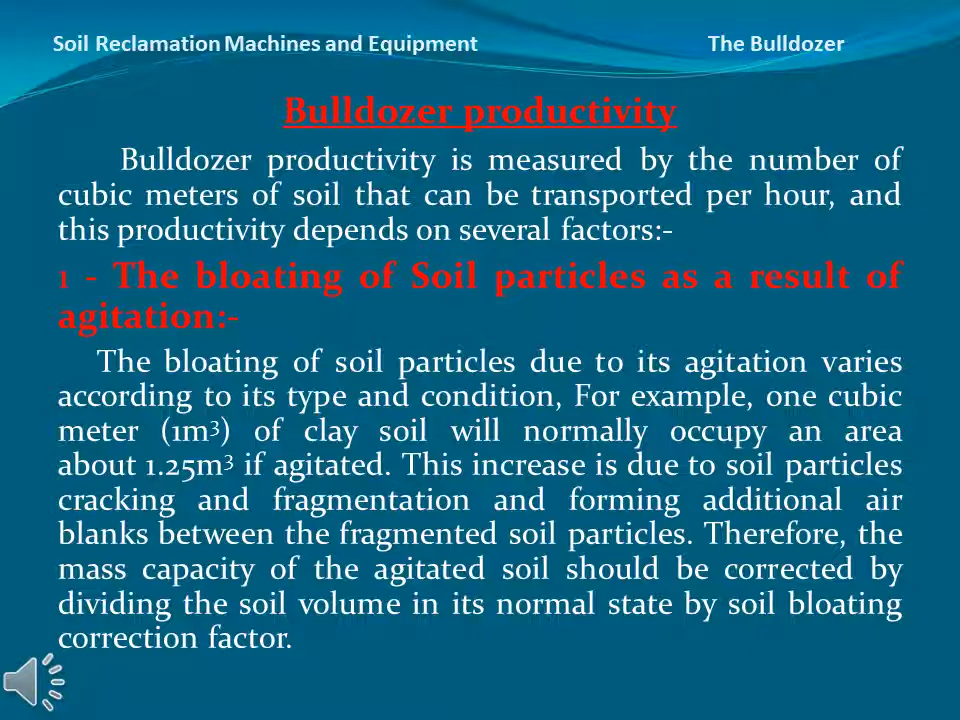 Soil Reclamation Machines and Equipment The Bulldozer
Bulldozer productivity
Bulldozer productivity is measured by the number of
cubic meters of soil that can be transported per hour, and
this productivity depends on several factors:-
1 - The bloating of Soil particles as a result of
agitation:-
The bloating of soil particles due to its agitation varies
according to its type and condition, For example, one cubic
meter (1m³) of clay soil will normally occupy an area
about 1.25m³ if agitated. This increase is due to soil particles
cracking and fragmentation and forming additional air
blanks between the fragmented soil particles. Therefore, the
mass capacity of the agitated soil should be corrected by
dividing the soil volume in its normal state by soil bloating
correction factor.